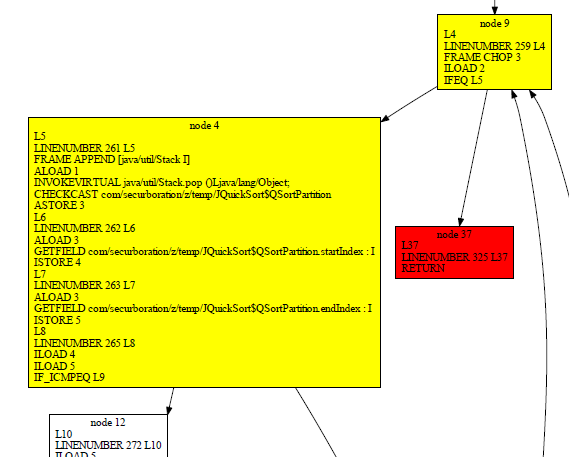 node 9
L4
LINENUMBER 259 L4
FRAME CHOP 3
ILOAD 2
IFEQ L5
node 4
L5
LINENUMBER 261 L5
FRAME APPEND [java/util/Stack I]
ALOAD 1
INVOKEVIRTUAL java/util/Stack.pop ()Ljava/lang/Object;
CHECKCAST com/securboration/z/temp/JQuickSort$QSortPartition
ASTORE 3
L6
LINENUMBER 262 L6
ALOAD 3
GETFIELD com/securboration/z/temp/JQuickSort$QSortPartition.startIndex : I
ISTORE 4
L7
LINENUMBER 263 L7
ALOAD 3
GETFIELD com/securboration/z/temp/JQuickSort$QSortPartition.endIndex : I
ISTORE 5
L8
LINENUMBER 265 L8
ILOAD 4
ILOAD 5
IF_ICMPEQ L9
node 37
L37
LINENUMBER 325 L37
RETURN
node 12
L10
LINENUMBER 272 L10
ILOAD 5